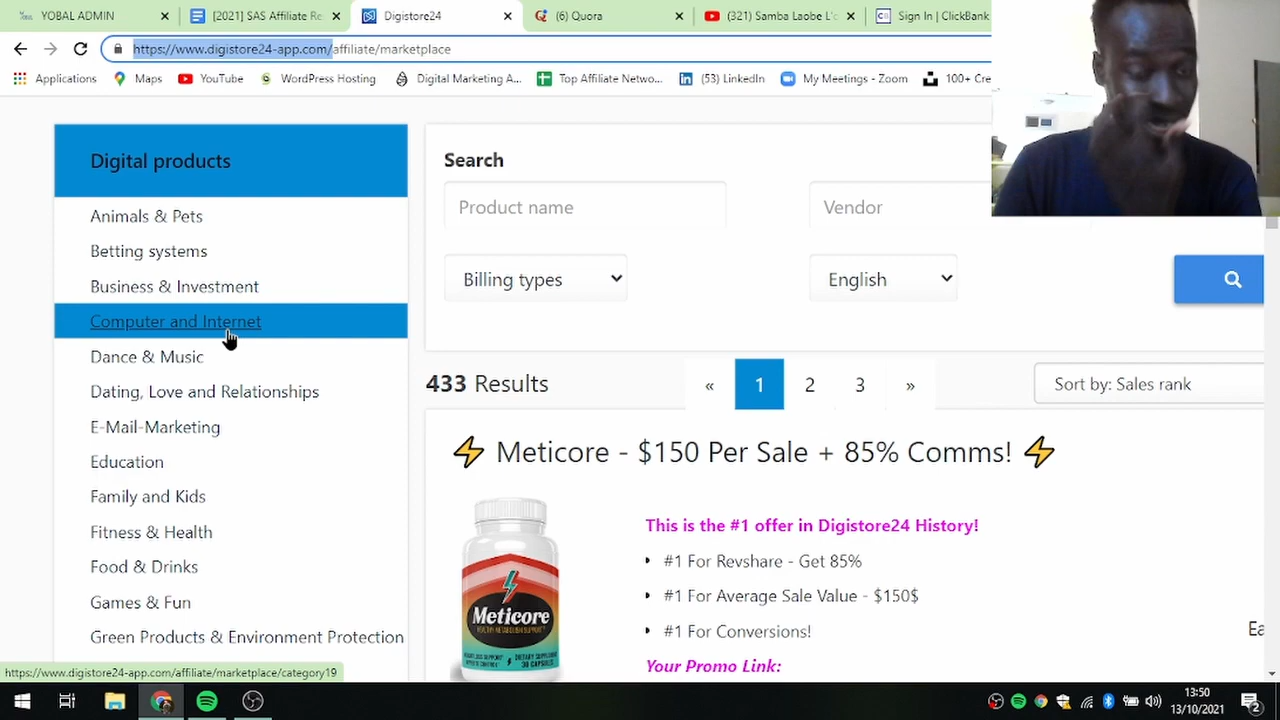 YOBAL ADMIN
[2021] SAS Affiliate Re
Digistore24
(6) Quora
(321) Samba Laobe L'c
Sign In | ClickBank
https://www.digistore24-app.com/affiliate/marketplace
Applications
Maps
YouTube
WordPress Hosting
Digital Marketing A...
Top Affiliate Netwo...
(53) LinkedIn
My Meetings - Zoom
100+ Cre
Digital products
Animals & Pets
Betting systems
Business & Investment
Computer and Internet
Dance & Music
Dating, Love and Relationships
E-Mail-Marketing
Education
Family and Kids
Fitness & Health
Food & Drinks
Games & Fun
Green Products & Environment Protection
Search
Product name
Vendor
Billing types
English
433 Results
« 1 2 3 »
Sort by: Sales rank
Meticore - $150 Per Sale + 85% Comms!
Meticore
This is the #1 offer in Digistore24 History!
#1 For Revshare - Get 85%
#1 For Average Sale Value - $150$
#1 For Conversions!
Your Promo Link:
Ea
https://www.digistore24-app.com/affiliate/marketplace/category19
13:50
13/10/2021
2